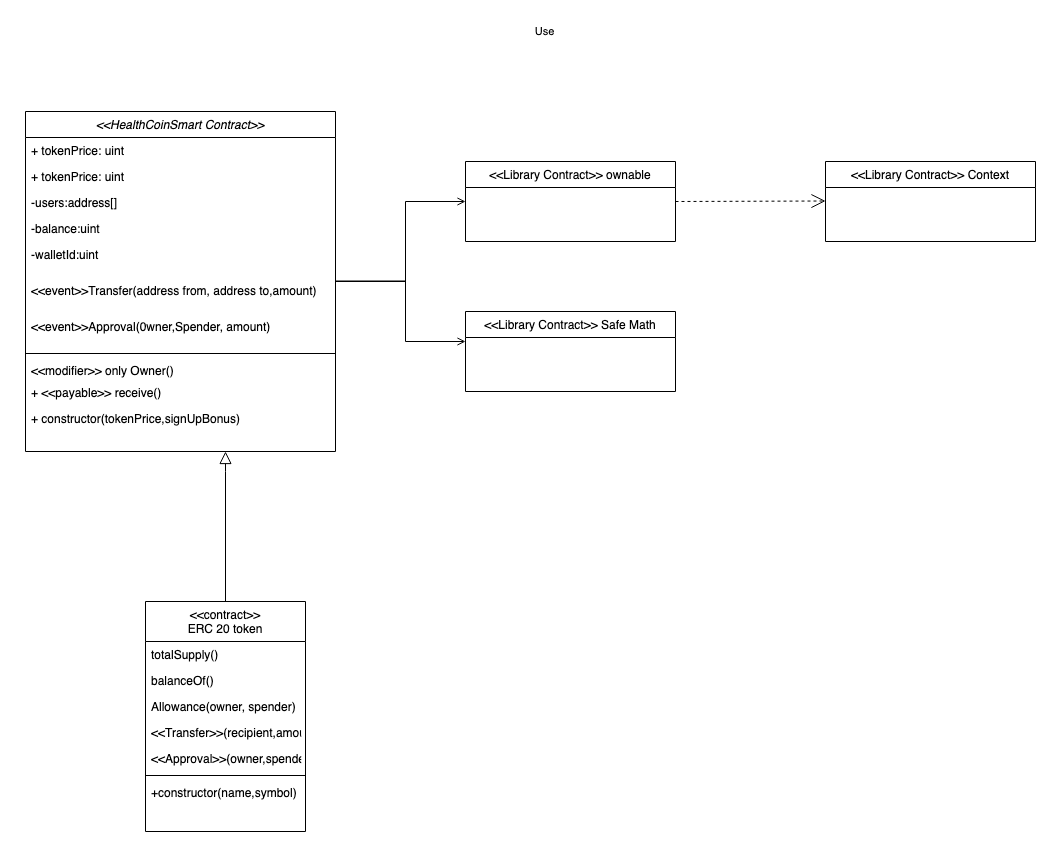 Use
<<HealthCoinSmart Contract>>
+ tokenPrice: uint
+ tokenPrice: uint
-users:address[]
-balance:uint
-walletId:uint
<<event>>Transfer(address from, address to,amount)
<<event>>Approval(0wner,Spender, amount)
<<modifier>> only Owner()
+ <<payable>> receive()
+ constructor(tokenPrice,signUpBonus)
<<Library Contract>> ownable
<<Library Contract>> Context
<<Library Contract>> Safe Math
<<contract>>
ERC 20 token
totalSupply()
balanceOf()
Allowance(owner, spender)
<<Transfer>>(recipient,amou
<<Approval>>(owner,spende
+constructor(name,symbol)